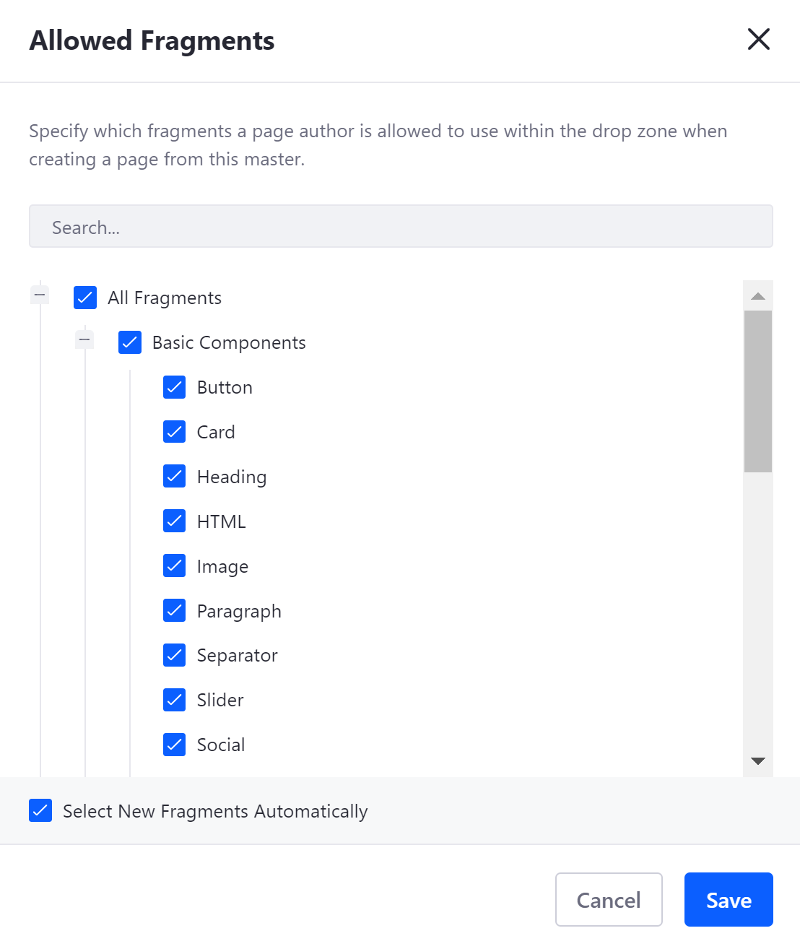 Allowed Fragments
Specify which fragments a page author is allowed to use within the drop zone when
creating a page from this master.
Search...
All Fragments
Basic Components
Button
Card
Heading
HTML
Image
Paragraph
Separator
Slider
Social
Select New Fragments Automatically
Cancel
Save